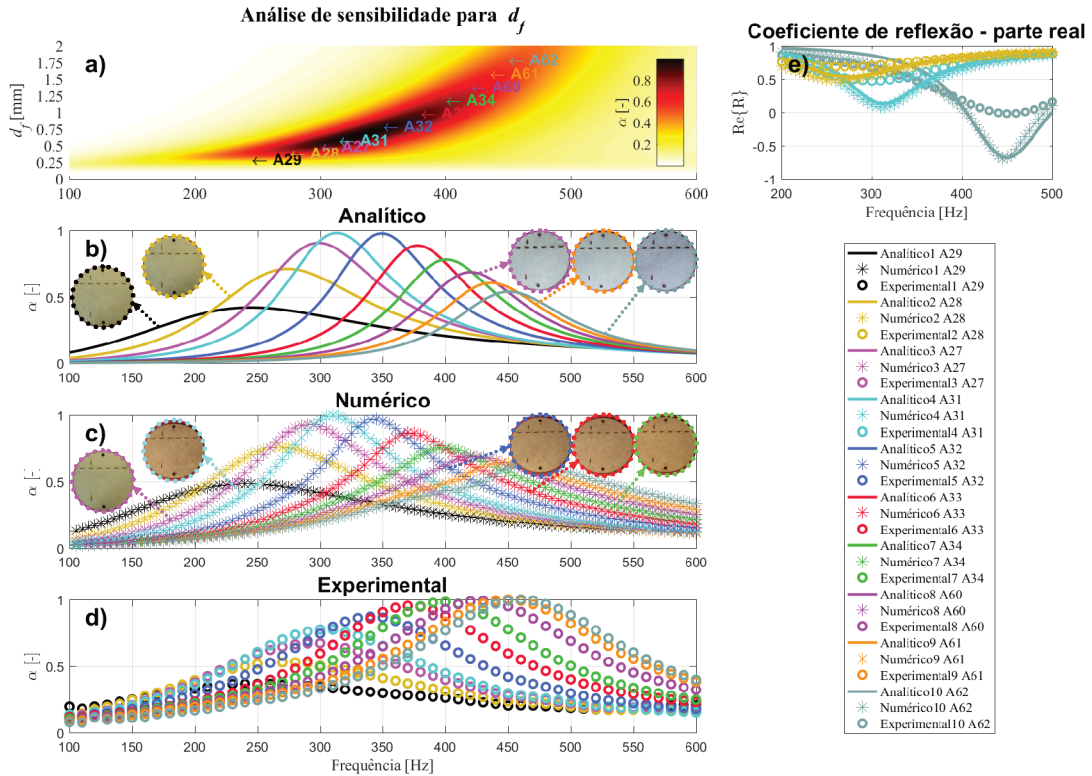 Análise de sensibilidade para d_f
a)
d_f [mm]
2
1.75
1.5
1.25
1
0.75
0.5
0.25
0
← A62
← A61
← A60
← A34
← A32
← A31
← A27
← A28
← A29
α [-]
0.8
0.6
0.4
0.2
100 200 300 400 500 600
Analítico
b)
α [-]
1
0.5
0
100 150 200 250 300 350 400 450 500 550 600
Numérico
c)
α [-]
1
0.5
0
100 150 200 250 300 350 400 450 500 550 600
Experimental
d)
α [-]
1
0.5
0
100 150 200 250 300 350 400 450 500 550 600
Frequência [Hz]
Coeficiente de reflexão - parte real
e)
Re{R}
1
0.5
0
-0.5
-1
200 300 400 500
Frequência [Hz]
Analítico1 A29
Numérico1 A29
Experimental1 A29
Analítico2 A28
Numérico2 A28
Experimental2 A28
Analítico3 A27
Numérico3 A27
Experimental3 A27
Analítico4 A31
Numérico4 A31
Experimental4 A31
Analítico5 A32
Numérico5 A32
Experimental5 A32
Analítico6 A33
Numérico6 A33
Experimental6 A33
Analítico7 A34
Numérico7 A34
Experimental7 A34
Analítico8 A60
Numérico8 A60
Experimental8 A60
Analítico9 A61
Numérico9 A61
Experimental9 A61
Analítico10 A62
Numérico10 A62
Experimental10 A62